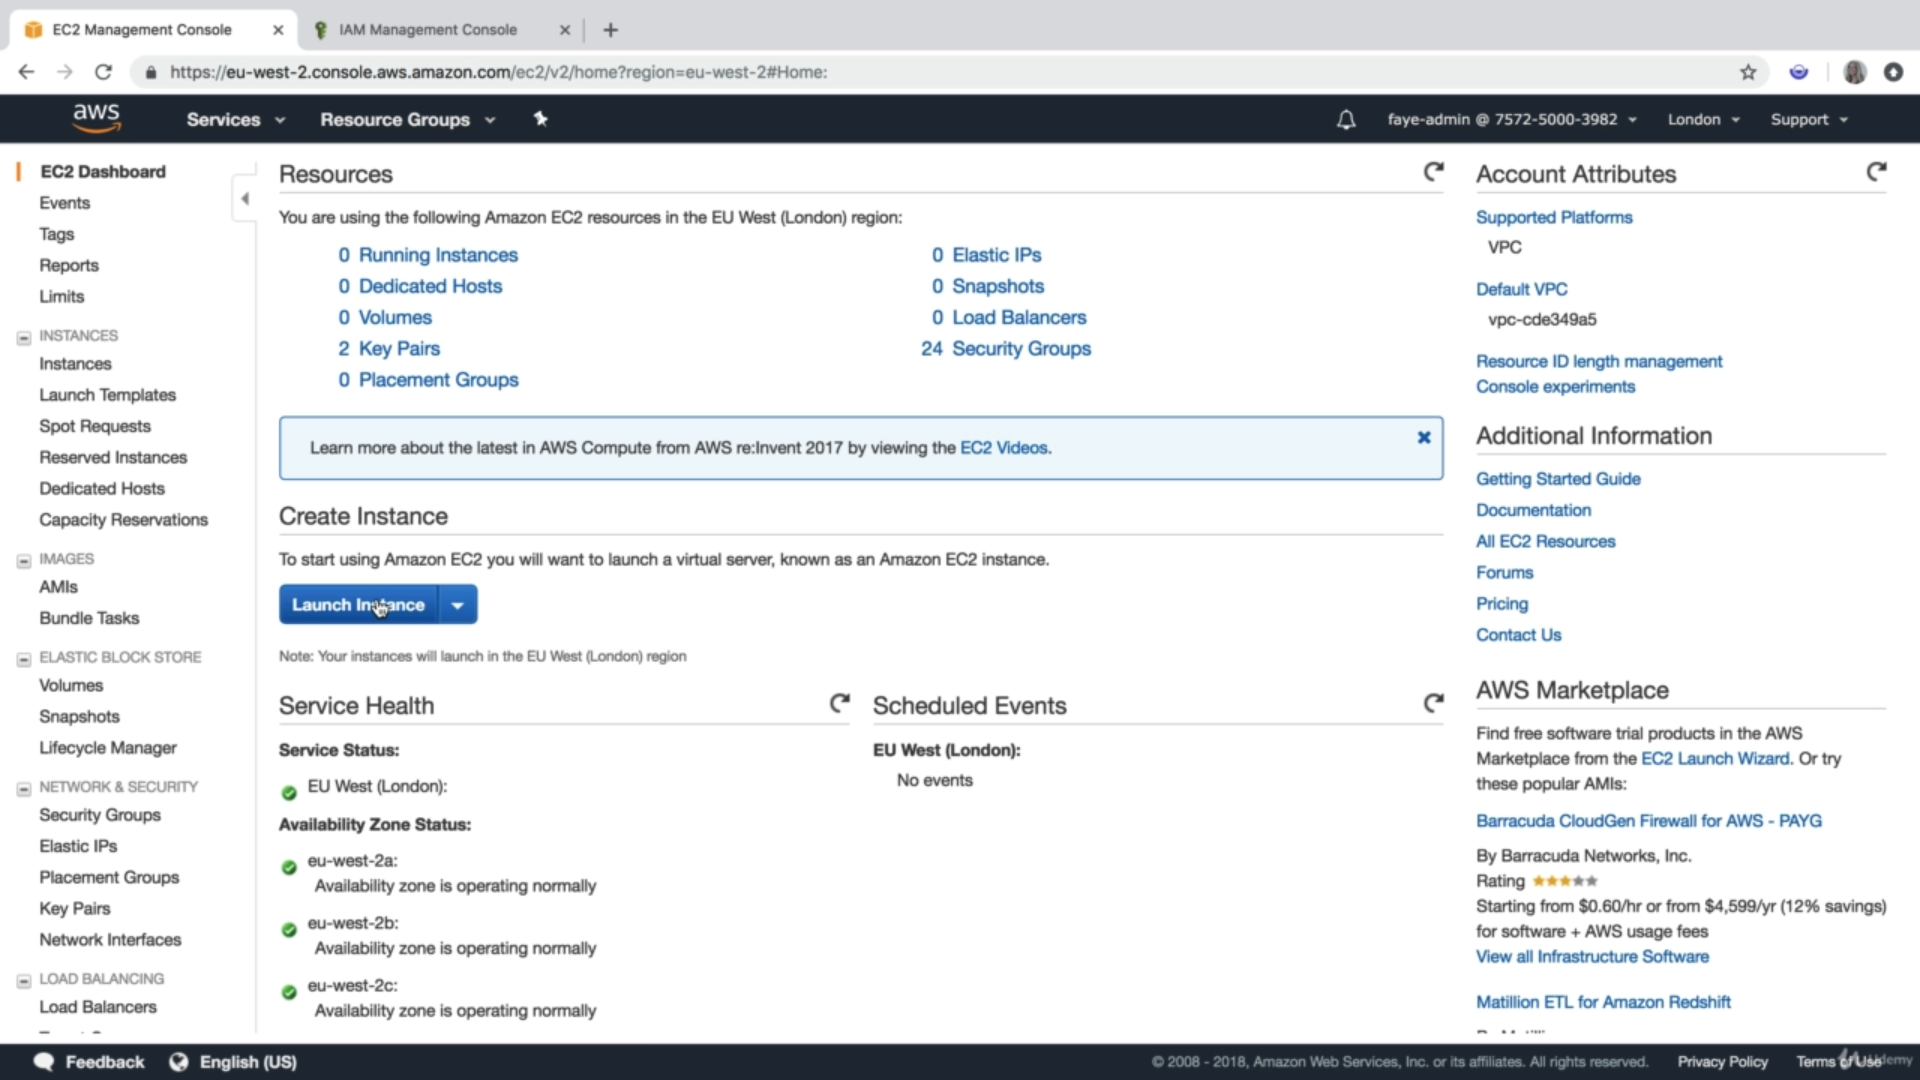 EC2 Management Console
IAM Management Console
https://eu-west-2.console.aws.amazon.com/ec2/v2/home?region=eu-west-2#Home:
aws
Services
Resource Groups
faye-admin @ 7572-5000-3982
London
Support
EC2 Dashboard
Events
Tags
Reports
Limits
INSTANCES
Instances
Launch Templates
Spot Requests
Reserved Instances
Dedicated Hosts
Capacity Reservations
IMAGES
AMIs
Bundle Tasks
ELASTIC BLOCK STORE
Volumes
Snapshots
Lifecycle Manager
NETWORK & SECURITY
Security Groups
Elastic IPs
Placement Groups
Key Pairs
Network Interfaces
LOAD BALANCING
Load Balancers
Resources
You are using the following Amazon EC2 resources in the EU West (London) region:
0 Running Instances
0 Dedicated Hosts
0 Volumes
2 Key Pairs
0 Placement Groups
0 Elastic IPs
0 Snapshots
0 Load Balancers
24 Security Groups
Learn more about the latest in AWS Compute from AWS re:Invent 2017 by viewing the EC2 Videos.
Create Instance
To start using Amazon EC2 you will want to launch a virtual server, known as an Amazon EC2 instance.
Launch Instance
Note: Your instances will launch in the EU West (London) region
Service Health
Service Status:
EU West (London):
Availability Zone Status:
eu-west-2a:
Availability zone is operating normally
eu-west-2b:
Availability zone is operating normally
eu-west-2c:
Availability zone is operating normally
Scheduled Events
EU West (London):
No events
Account Attributes
Supported Platforms
VPC
Default VPC
vpc-cde349a5
Resource ID length management
Console experiments
Additional Information
Getting Started Guide
Documentation
All EC2 Resources
Forums
Pricing
Contact Us
AWS Marketplace
Find free software trial products in the AWS
Marketplace from the EC2 Launch Wizard. Or try
these popular AMIs:
Barracuda CloudGen Firewall for AWS - PAYG
By Barracuda Networks, Inc.
Rating
Starting from $0.60/hr or from $4,599/yr (12% savings)
for software + AWS usage fees
View all Infrastructure Software
Matillion ETL for Amazon Redshift
Feedback
English (US)
© 2008 - 2018, Amazon Web Services, Inc. or its affiliates. All rights reserved.
Privacy Policy
Terms of Use